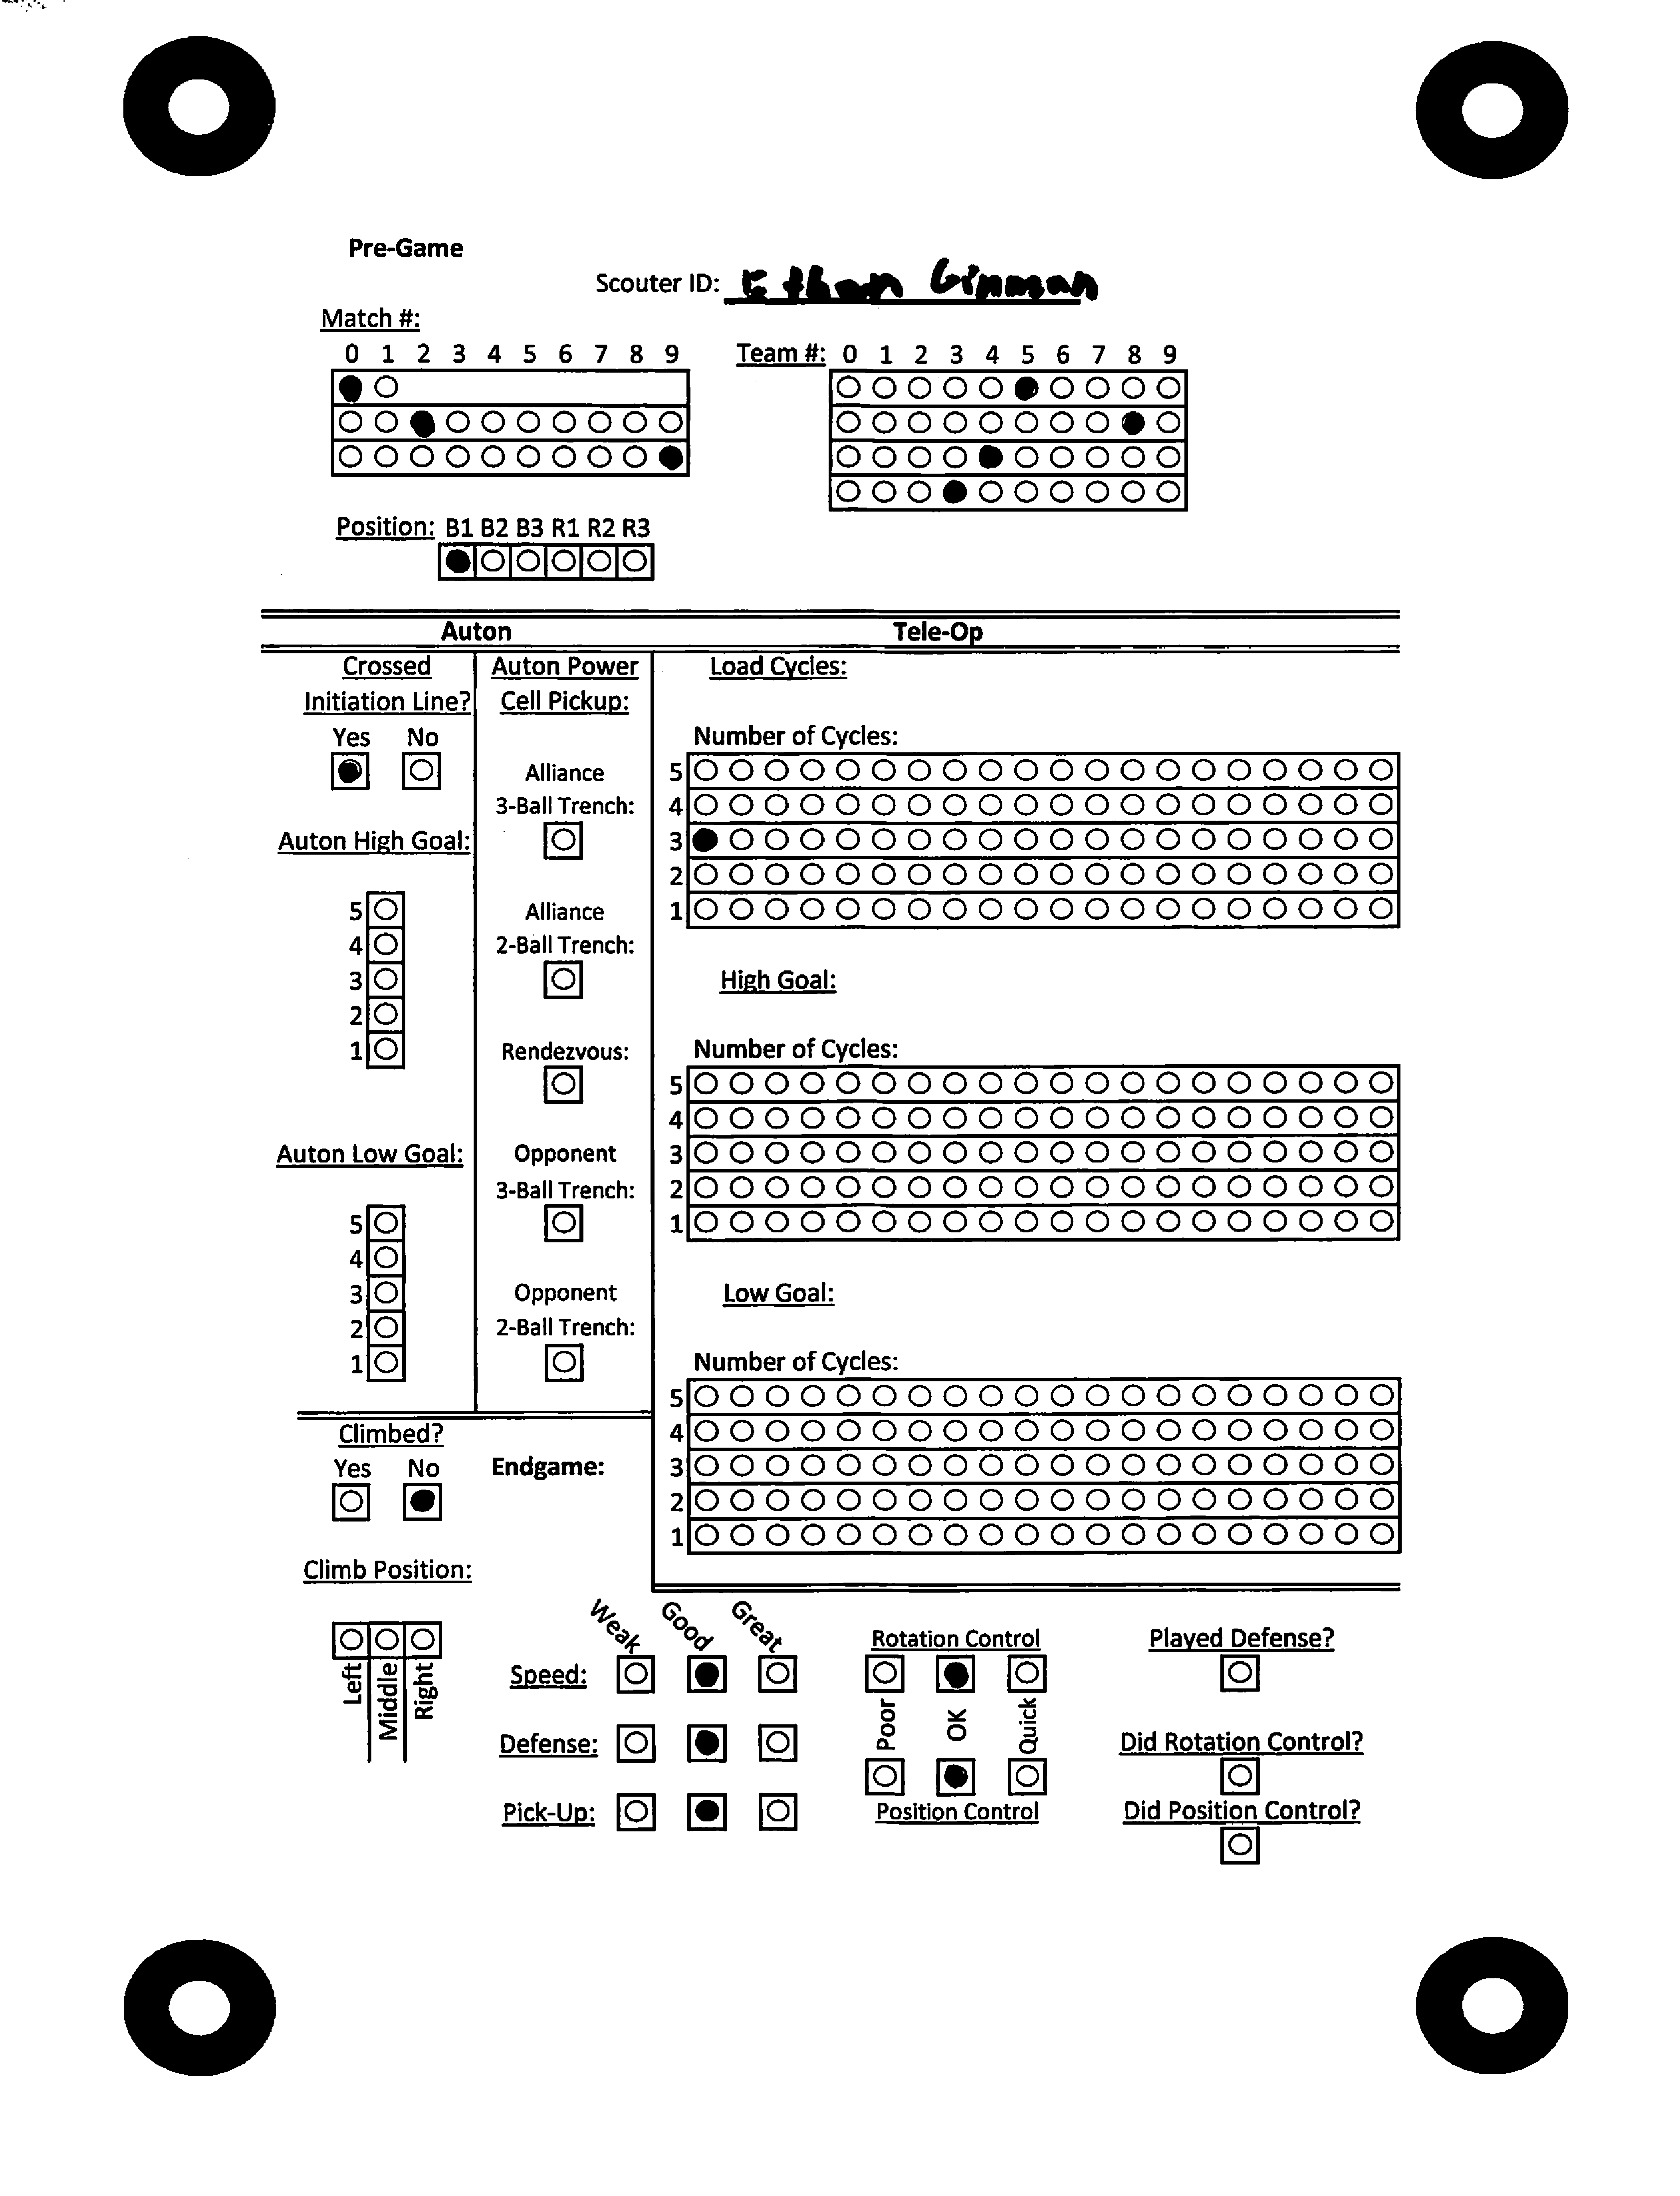 Pre-Game
Scouter ID: Ethan Ginman
Match #:
0 1 2 3 4 5 6 7 8 9
Team #: 0 1 2 3 4 5 6 7 8 9
Position: B1 B2 B3 R1 R2 R3
Auton
Tele-Op
Crossed
Initiation Line?
Yes No
Auton High Goal:
5
4
3
2
1
Auton Low Goal:
5
4
3
2
1
Auton Power
Cell Pickup:
Alliance
3-Ball Trench:
Alliance
2-Ball Trench:
Rendezvous:
Opponent
3-Ball Trench:
Opponent
2-Ball Trench:
Load Cycles:
Number of Cycles:
5
4
3
2
1
High Goal:
Number of Cycles:
5
4
3
2
1
Low Goal:
Number of Cycles:
5
4
3
2
1
Climbed?
Yes No
Endgame:
Climb Position:
Left
Middle
Right
Weak Good Great
Speed:
Defense:
Pick-Up:
Rotation Control
Poor OK Quick
Position Control
Played Defense?
Did Rotation Control?
Did Position Control?